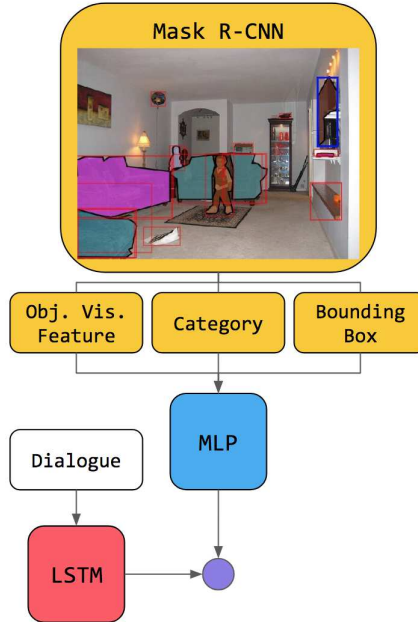 Mask R-CNN
Obj. Vis.
Feature
Category
Bounding
Box
Dialogue
MLP
LSTM